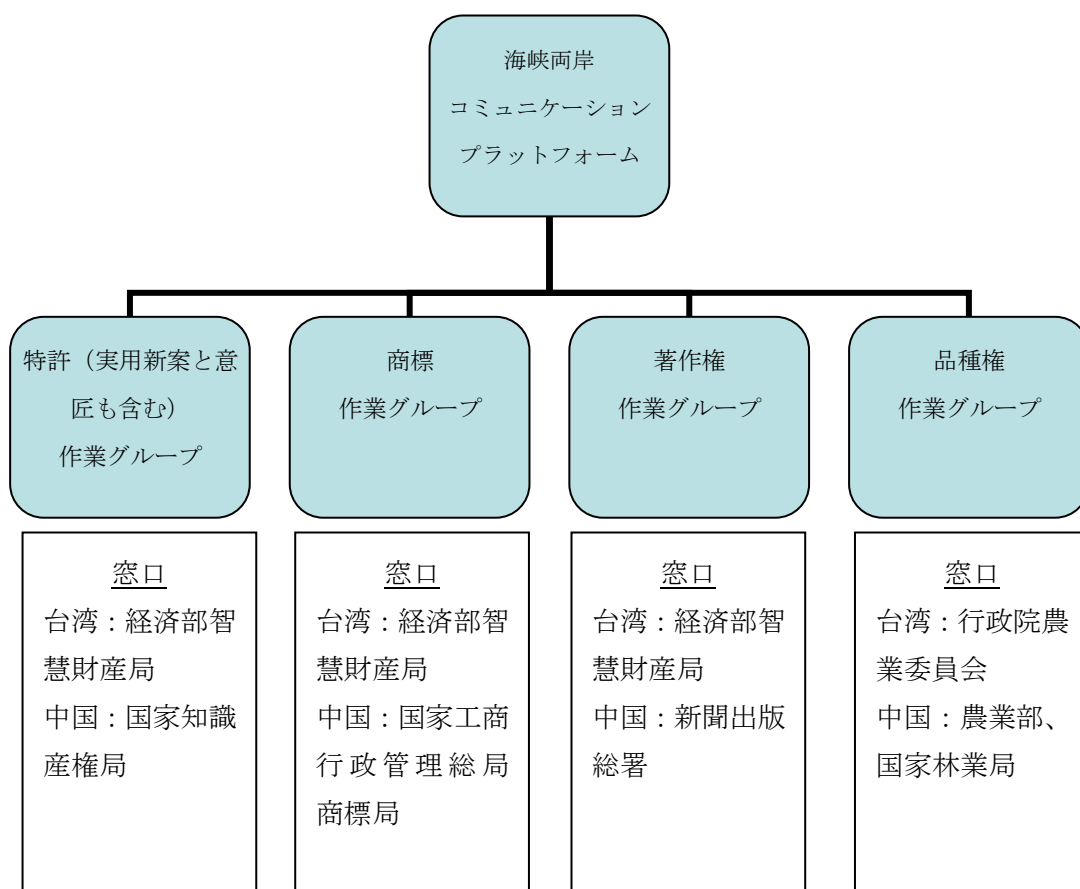 海峡両岸
コミュニケーション
プラットフォーム
特許（実用新案と意
匠も含む）
作業グループ
商標
作業グループ
著作権
作業グループ
品種権
作業グループ
窓口
台湾：経済部智
慧財産局
中国：国家知識
産権局
窓口
台湾：経済部智
慧財産局
中国：国家工商
行政管理総局
商標局
窓口
台湾：経済部智
慧財産局
中国：新聞出版
総署
窓口
台湾：行政院農
業委員会
中国：農業部、
国家林業局